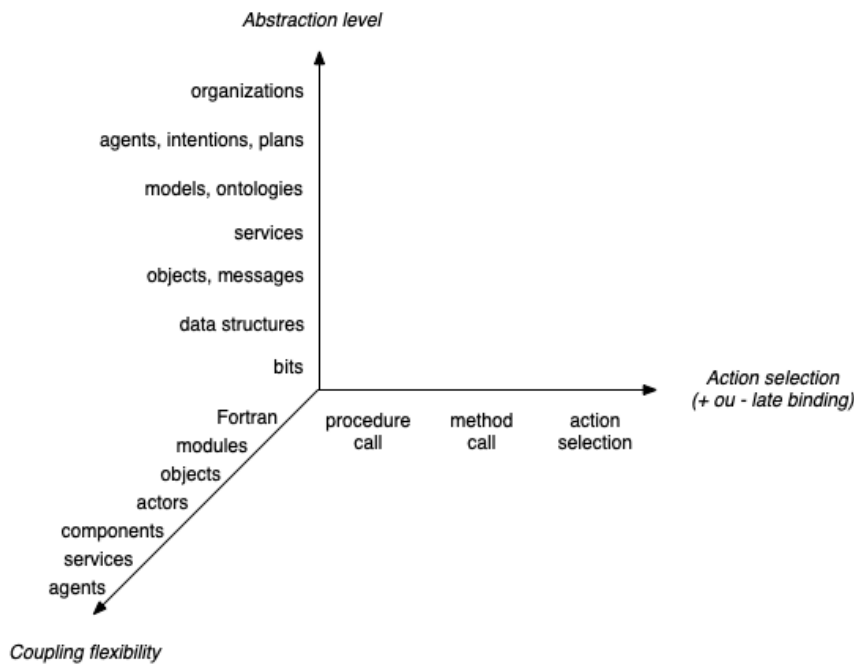 Abstraction level
organizations
agents, intentions, plans
models, ontologies
services
objects, messages
data structures
bits
Action selection
(+ ou - late binding)
procedure
call
method
call
action
selection
Fortran
modules
objects
actors
components
services
agents
Coupling flexibility